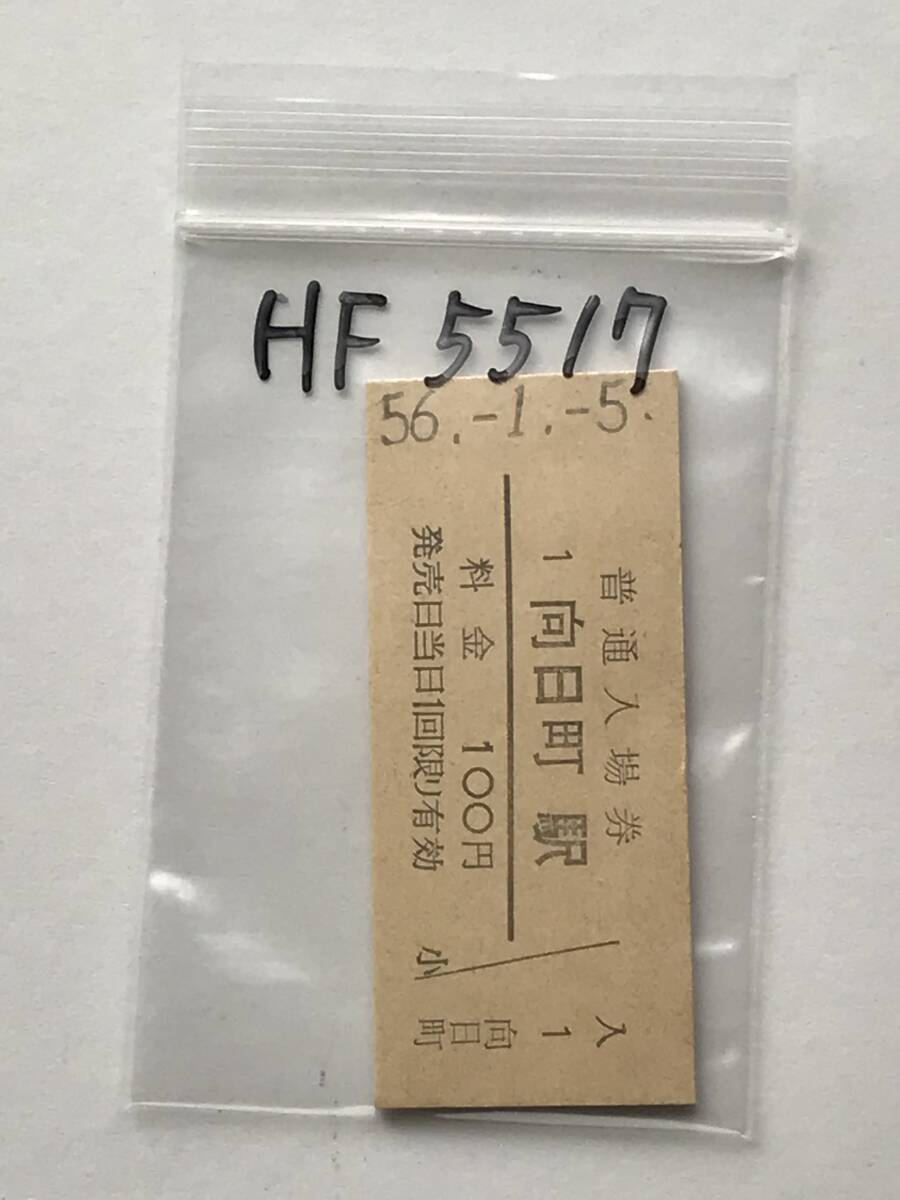 HF 5517
56.-1.-5.
普通入場券
1 向日町駅
料金 100円
発売日当日1回限り有効
小
入
1
向日町